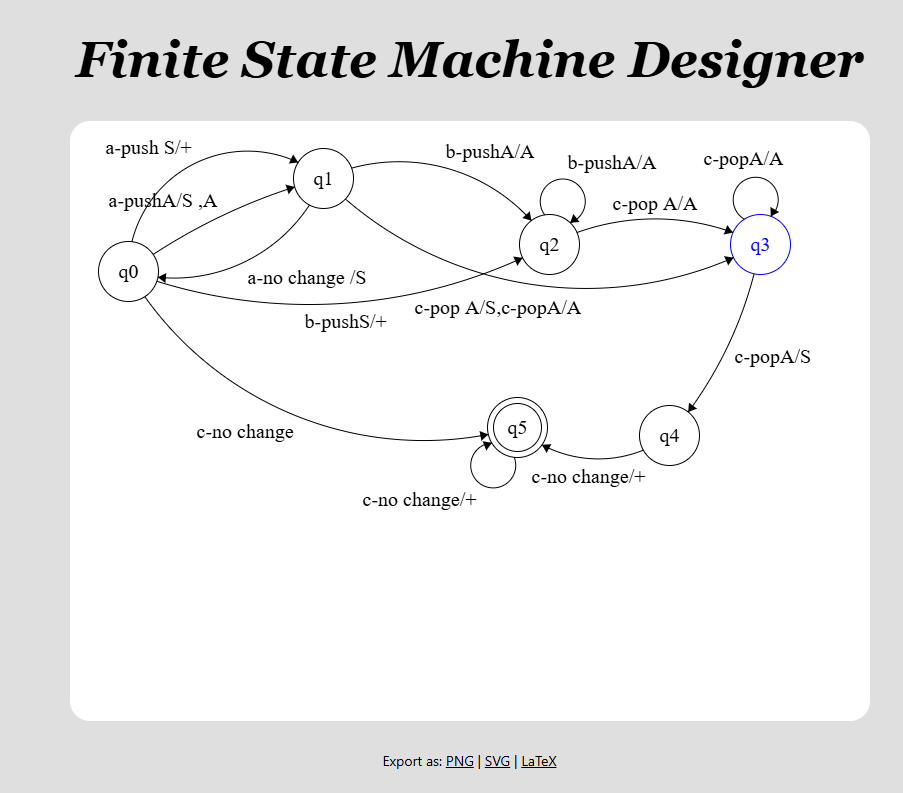 Finite State Machine Designer
a-push S/+
b-pushA/A
b-pushA/A
c-popA/A
q1
a-pushA/S ,A
c-pop A/A
q2
q3
q0
a-no change /S
c-pop A/S,c-popA/A
b-pushS/+
c-popA/S
c-no change
q5
q4
c-no change/+
c-no change/+
Export as: PNG | SVG | LaTeX